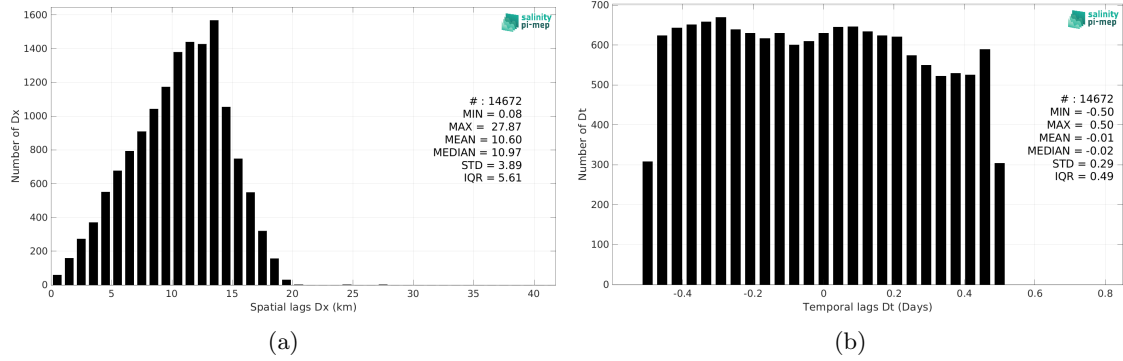 1600
1400
1200
1000
800
600
400
200
0
Number of Dx
salinity
pi-mep
# : 14672
MIN = 0.08
MAX = 27.87
MEAN = 10.60
MEDIAN = 10.97
STD = 3.89
IQR = 5.61
0 5 10 15 20 25 30 35 40
Spatial lags Dx (km)
(a)
700
600
500
400
300
200
100
0
Number of Dt
salinity
pi-mep
# : 14672
MIN = -0.50
MAX = 0.50
MEAN = -0.01
MEDIAN = -0.02
STD = 0.29
IQR = 0.49
-0.4 -0.2 0 0.2 0.4 0.6 0.8
Temporal lags Dt (Days)
(b)